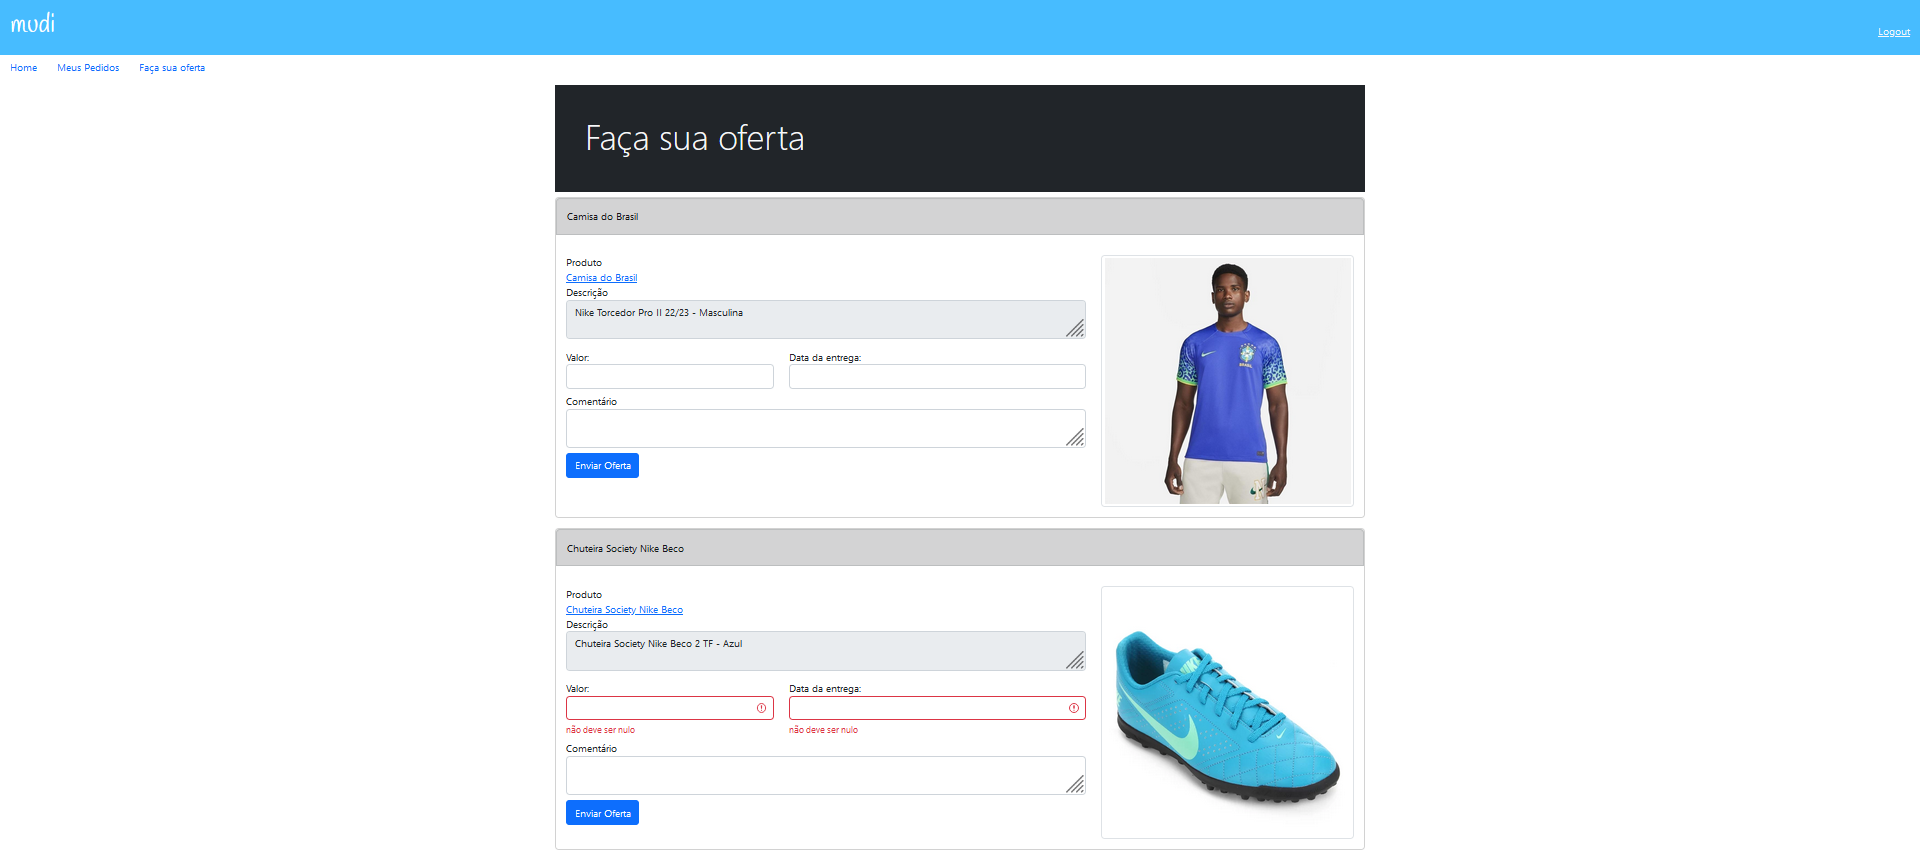 mudi
Logout
Home Meus Pedidos Faça sua oferta
Faça sua oferta
Camisa do Brasil
Produto
Camisa do Brasil
Descrição
Nike Torcedor Pro II 22/23 - Masculina
Valor: Data da entrega:
Comentário
Enviar Oferta
BRASIL
Chuteira Society Nike Beco
Produto
Chuteira Society Nike Beco
Descrição
Chuteira Society Nike Beco 2 TF - Azul
Valor: Data da entrega:
não deve ser nulo não deve ser nulo
Comentário
Enviar Oferta